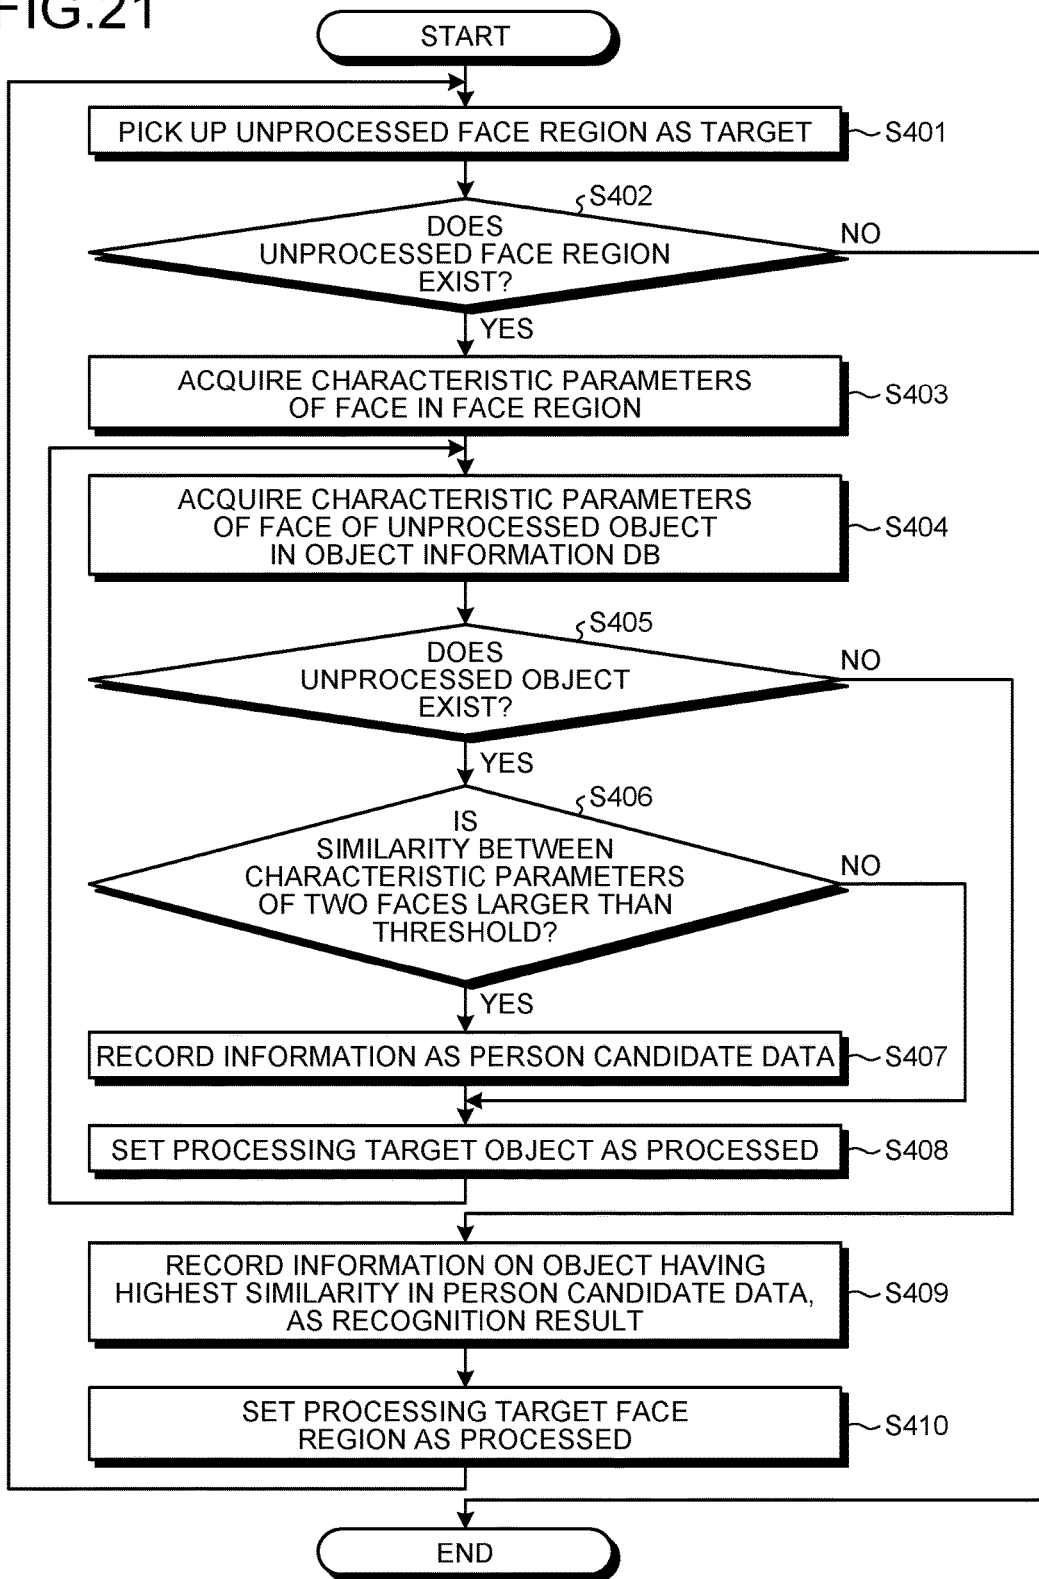 FIG.21
START
PICK UP UNPROCESSED FACE REGION AS TARGET
S401
S402
DOES
UNPROCESSED FACE REGION
EXIST?
NO
YES
ACQUIRE CHARACTERISTIC PARAMETERS
OF FACE IN FACE REGION
S403
ACQUIRE CHARACTERISTIC PARAMETERS
OF FACE OF UNPROCESSED OBJECT
IN OBJECT INFORMATION DB
S404
S405
DOES
UNPROCESSED OBJECT
EXIST?
NO
YES
S406
IS
SIMILARITY BETWEEN
CHARACTERISTIC PARAMETERS
OF TWO FACES LARGER THAN
THRESHOLD?
NO
YES
RECORD INFORMATION AS PERSON CANDIDATE DATA
S407
SET PROCESSING TARGET OBJECT AS PROCESSED
S408
RECORD INFORMATION ON OBJECT HAVING
HIGHEST SIMILARITY IN PERSON CANDIDATE DATA,
AS RECOGNITION RESULT
S409
SET PROCESSING TARGET FACE
REGION AS PROCESSED
S410
END